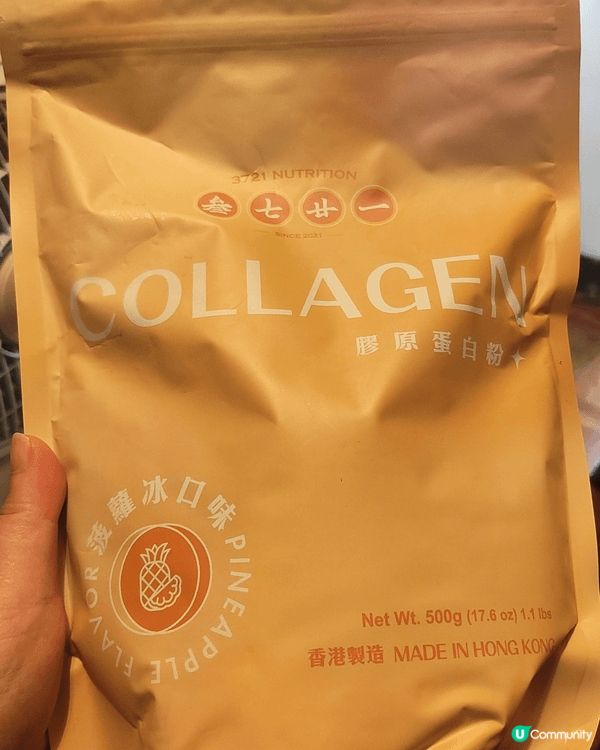 3721 NUTRITION
叁七廿一
SINCE 2021
COLLAGEN
膠原蛋白粉
菠蘿冰口味
PINEAPPLE FLAVOR
Net Wt. 500g (17.6 oz) 1.1 lbs
香港製造 MADE IN HONG KONG
U Community